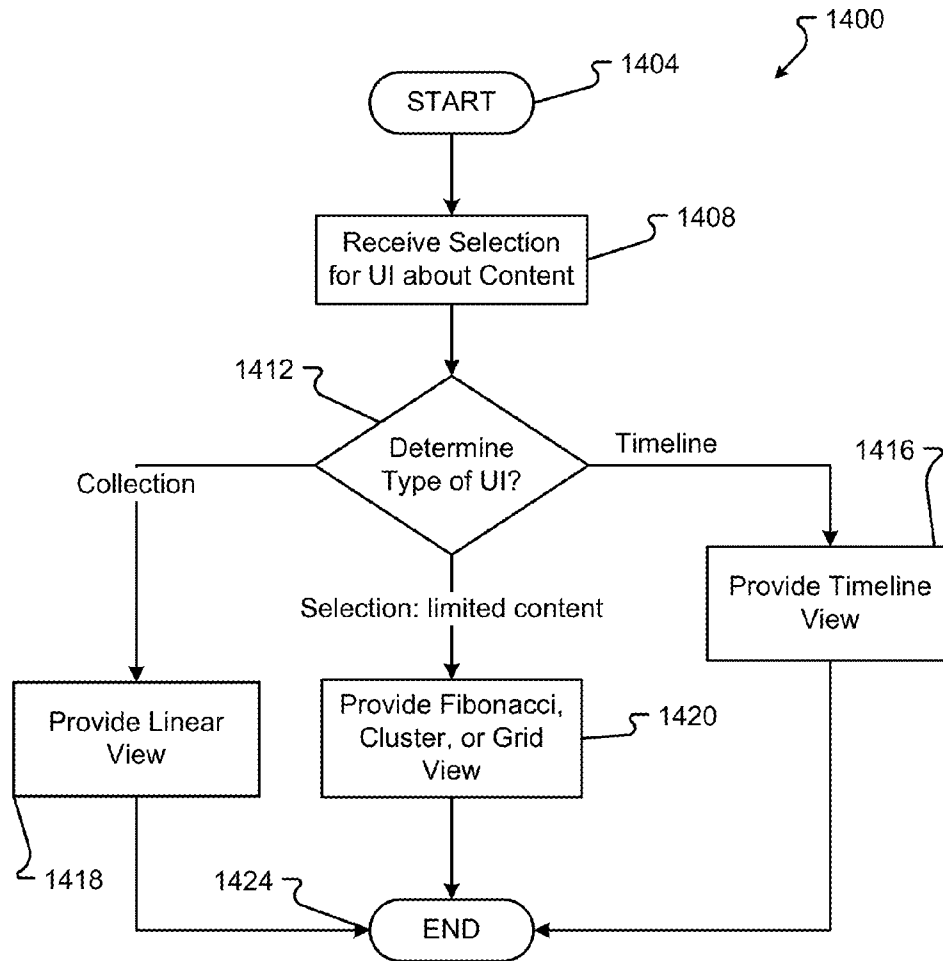 1400
1404
START
1408
Receive Selection
for UI about Content
1412
Determine
Type of UI?
Timeline
1416
Collection
Provide Timeline
View
Selection: limited content
Provide Linear
View
Provide Fibonacci,
Cluster, or Grid
View
1420
1418
1424
END